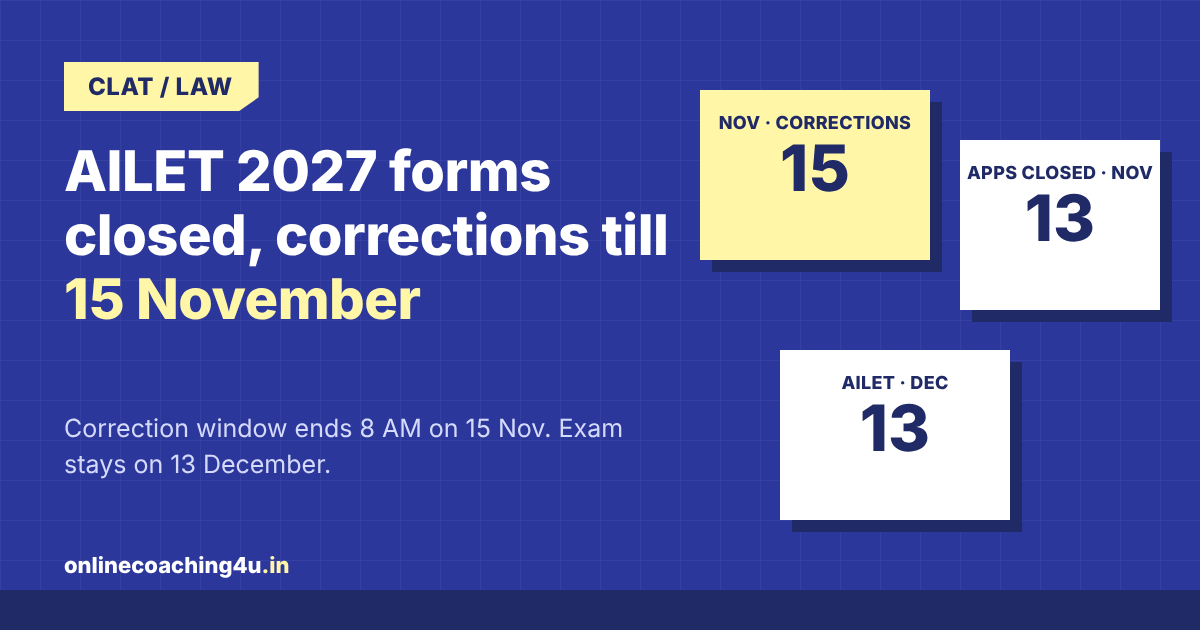 CLAT / LAW
AILET 2027 forms
closed, corrections till
15 November
Correction window ends 8 AM on 15 Nov. Exam
stays on 13 December.
onlinecoaching4u.in
NOV · CORRECTIONS
15
APPS CLOSED · NOV
13
AILET · DEC
13